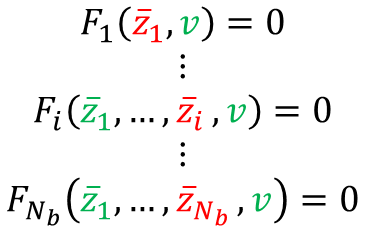 F₁(z̄₁, v) = 0
⋮
Fᵢ(z̄₁, … , z̄ᵢ , v) = 0
⋮
F_{N_b}(z̄₁, … , z̄_{N_b} , v) = 0